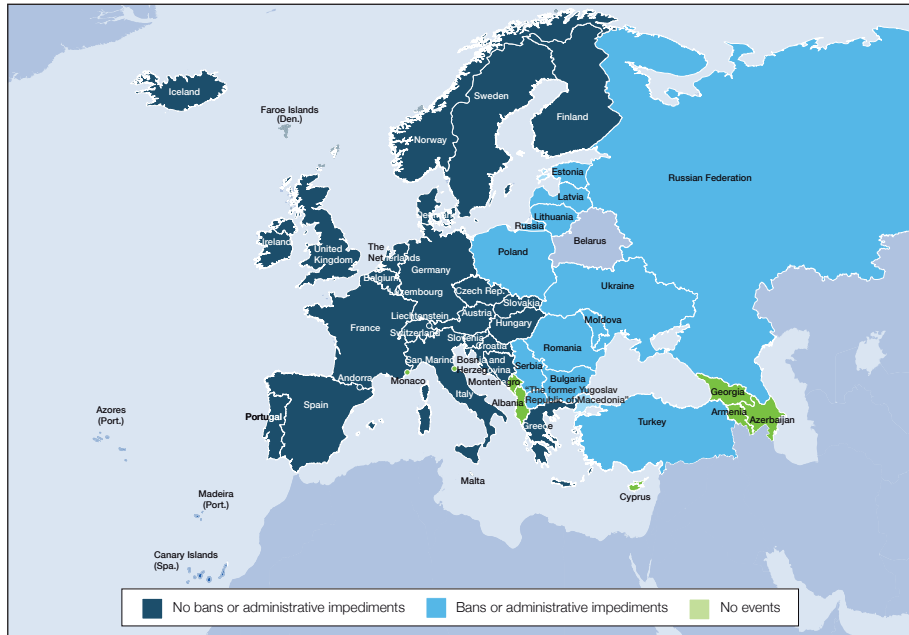 Iceland
Faroe Islands
(Den.)
Sweden
Finland
Norway
Russian Federation
Estonia
Latvia
Denmark
Lithuania
Russia
Belarus
Ireland
United
Kingdom
The
Netherlands
Poland
Germany
Belgium
Ukraine
Luxembourg
Czech Rep.
Slovakia
Liechtenstein
Austria
Hungary
Moldova
France
Switzerland
Slovenia
Romania
Croatia
San Marino
Bosnia and
Herzegovina
Serbia
Andorra
Monaco
Montenegro
Bulgaria
Italy
"The former Yugoslav
Republic of Macedonia"
Georgia
Albania
Portugal
Spain
Armenia
Azerbaijan
Azores
(Port.)
Greece
Turkey
Malta
Cyprus
Madeira
(Port.)
Canary Islands
(Spa.)
No bans or administrative impediments
Bans or administrative impediments
No events